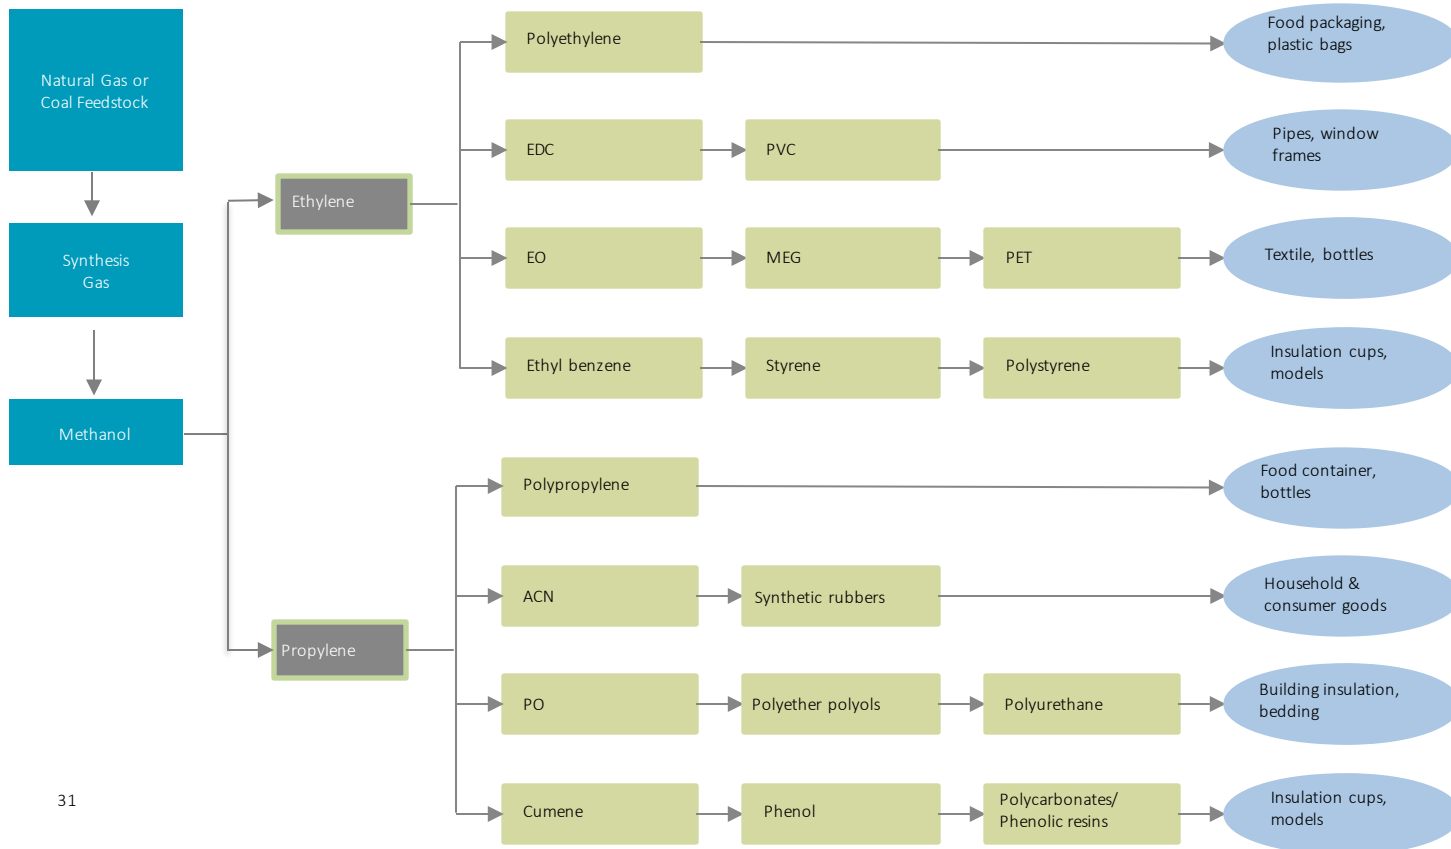 Natural Gas or
Coal Feedstock
Synthesis
Gas
Methanol
Ethylene
Propylene
Polyethylene
Food packaging,
plastic bags
EDC
PVC
Pipes, window
frames
EO
MEG
PET
Textile, bottles
Ethyl benzene
Styrene
Polystyrene
Insulation cups,
models
Polypropylene
Food container,
bottles
ACN
Synthetic rubbers
Household &
consumer goods
PO
Polyether polyols
Polyurethane
Building insulation,
bedding
Cumene
Phenol
Polycarbonates/
Phenolic resins
Insulation cups,
models
31